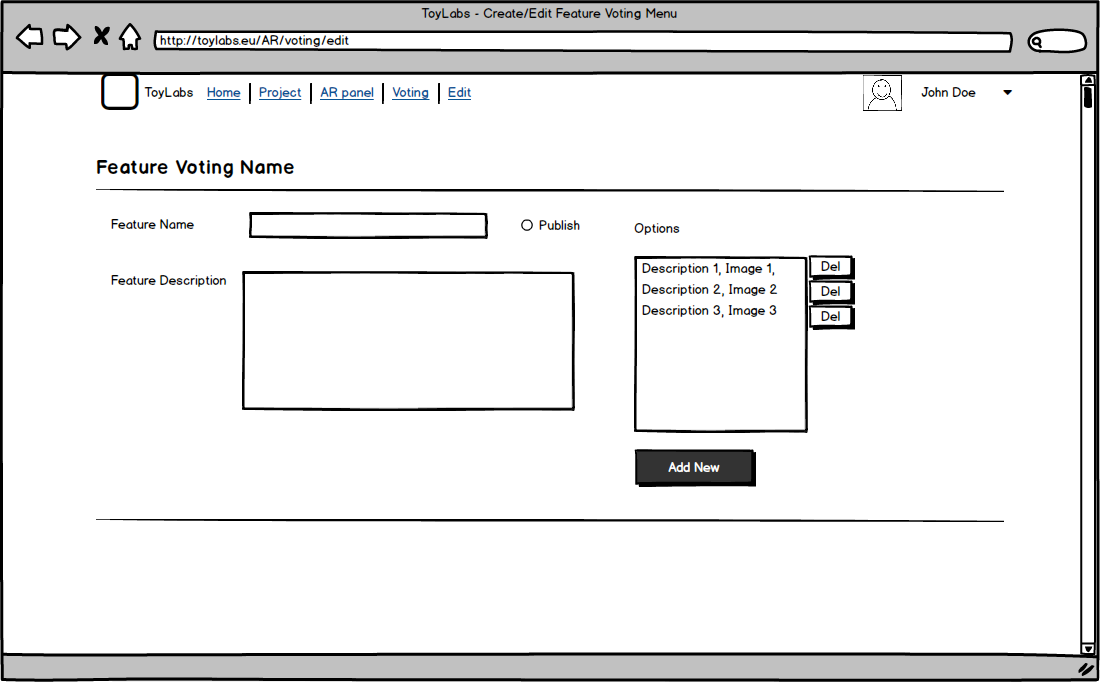 ToyLabs - Create/Edit Feature Voting Menu
http://toylabs.eu/AR/voting/edit
ToyLabs Home Project AR panel Voting Edit John Doe
Feature Voting Name
Feature Name
Publish
Options
Feature Description
Description 1, Image 1, Del
Description 2, Image 2 Del
Description 3, Image 3 Del
Add New